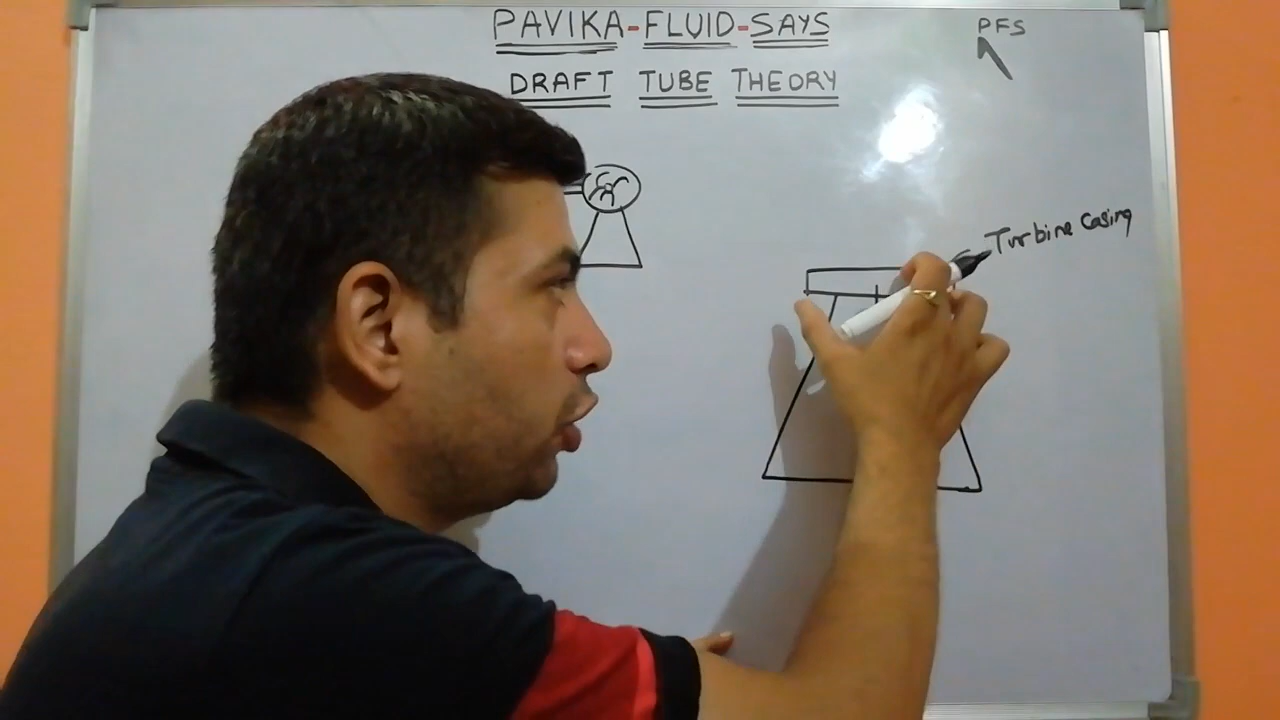 PAVIKA-FLUID-SAYS
PFS
DRAFT TUBE THEORY
Turbine Casing